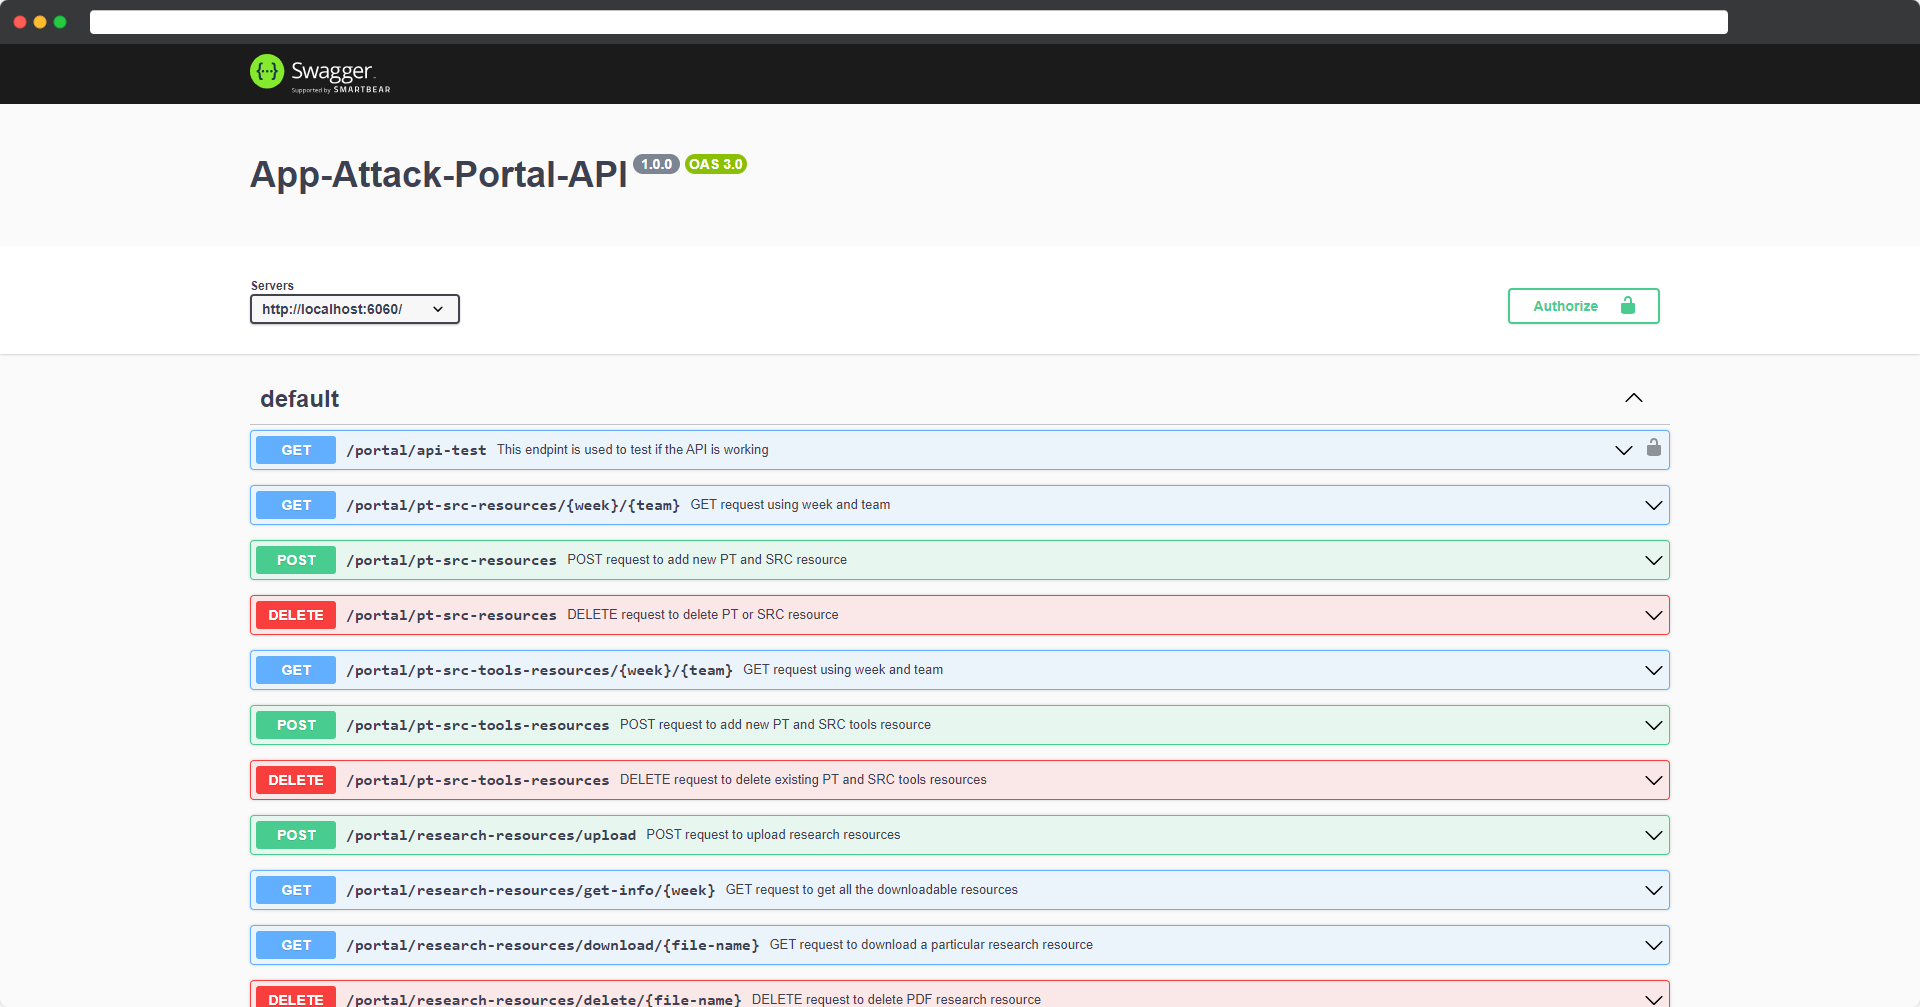 Swagger.
Supported by SMARTBEAR
App-Attack-Portal-API 1.0.0 OAS 3.0
Servers
http://localhost:6060/
Authorize
default
GET /portal/api-test This endpint is used to test if the API is working
GET /portal/pt-src-resources/{week}/{team} GET request using week and team
POST /portal/pt-src-resources POST request to add new PT and SRC resource
DELETE /portal/pt-src-resources DELETE request to delete PT or SRC resource
GET /portal/pt-src-tools-resources/{week}/{team} GET request using week and team
POST /portal/pt-src-tools-resources POST request to add new PT and SRC tools resource
DELETE /portal/pt-src-tools-resources DELETE request to delete existing PT and SRC tools resources
POST /portal/research-resources/upload POST request to upload research resources
GET /portal/research-resources/get-info/{week} GET request to get all the downloadable resources
GET /portal/research-resources/download/{file-name} GET request to download a particular research resource
DELETE /portal/research-resources/delete/{file-name} DELETE request to delete PDF research resource